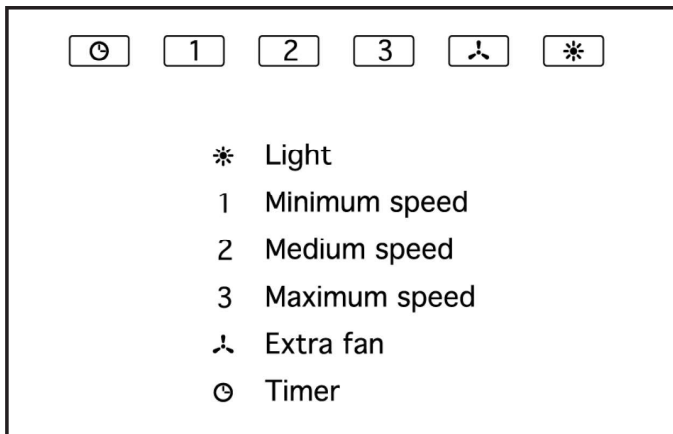 1 2 3
Light
1 Minimum speed
2 Medium speed
3 Maximum speed
Extra fan
Timer